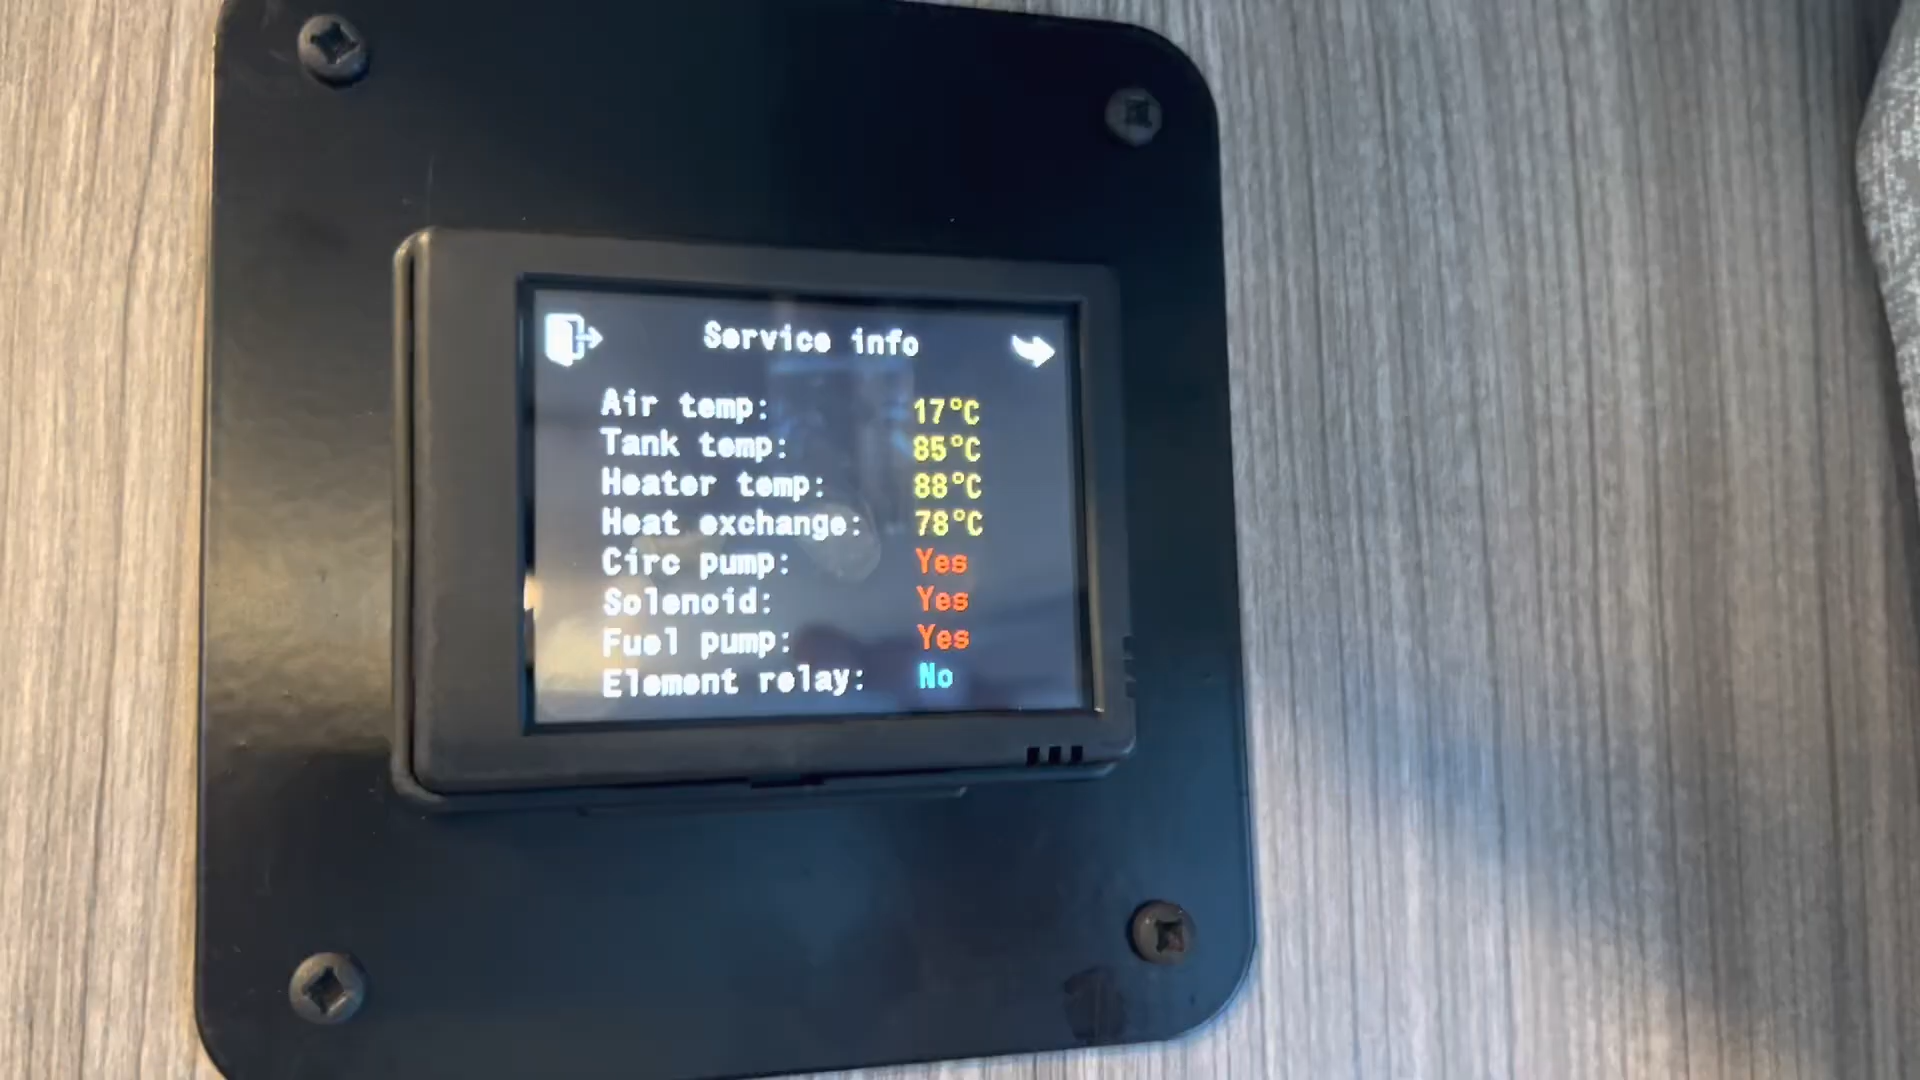 Service info
Air temp: 17°C
Tank temp: 85°C
Heater temp: 88°C
Heat exchange: 78°C
Circ pump: Yes
Solenoid: Yes
Fuel pump: Yes
Element relay: No